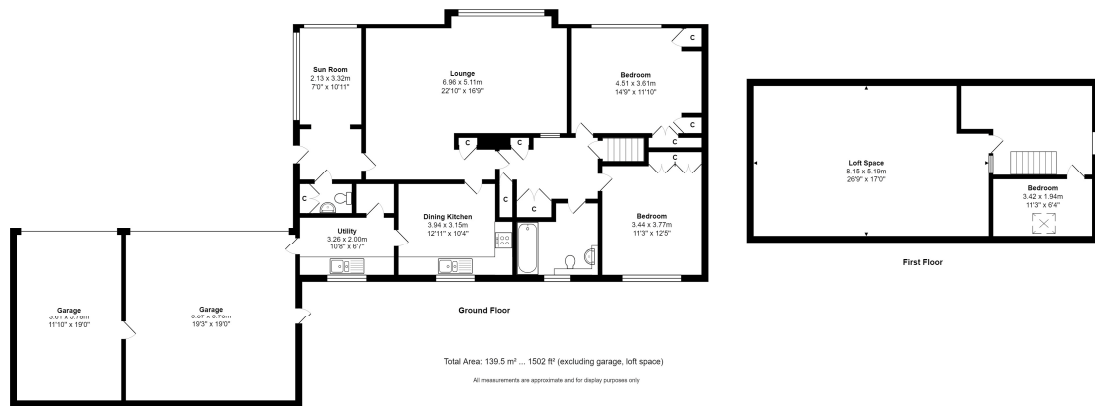 Sun Room
2.13 x 3.32m
7'0" x 10'11"
Lounge
6.96 x 5.11m
22'10" x 16'9"
C
Bedroom
4.51 x 3.61m
14'9" x 11'10"
C
C
C
C
C
C
C
C
Dining Kitchen
3.94 x 3.15m
12'11" x 10'4"
Utility
3.26 x 2.00m
10'8" x 6'7"
Bedroom
3.44 x 3.77m
11'3" x 12'5"
Garage
11'10" x 19'0"
Garage
19'3" x 19'0"
Ground Floor
Loft Space
8.15 x 5.19m
26'9" x 17'0"
Bedroom
3.42 x 1.94m
11'3" x 6'4"
First Floor
Total Area: 139.5 m² ... 1502 ft² (excluding garage, loft space)
All measurements are approximate and for display purposes only